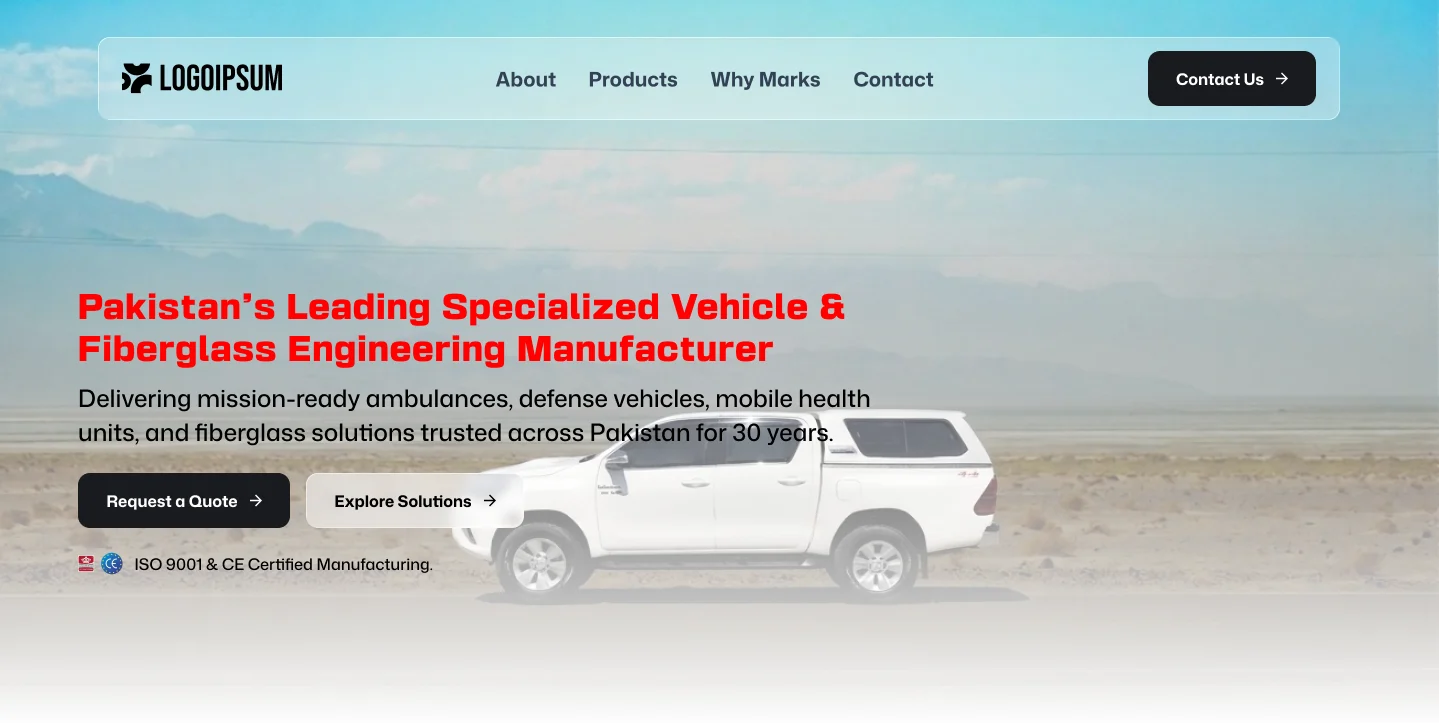 LOGOIPSUM
About
Products
Why Marks
Contact
Contact Us
Pakistan’s Leading Specialized Vehicle &
Fiberglass Engineering Manufacturer
Delivering mission-ready ambulances, defense vehicles, mobile health
units, and fiberglass solutions trusted across Pakistan for 30 years.
Request a Quote
Explore Solutions
CE
ISO 9001 & CE Certified Manufacturing.